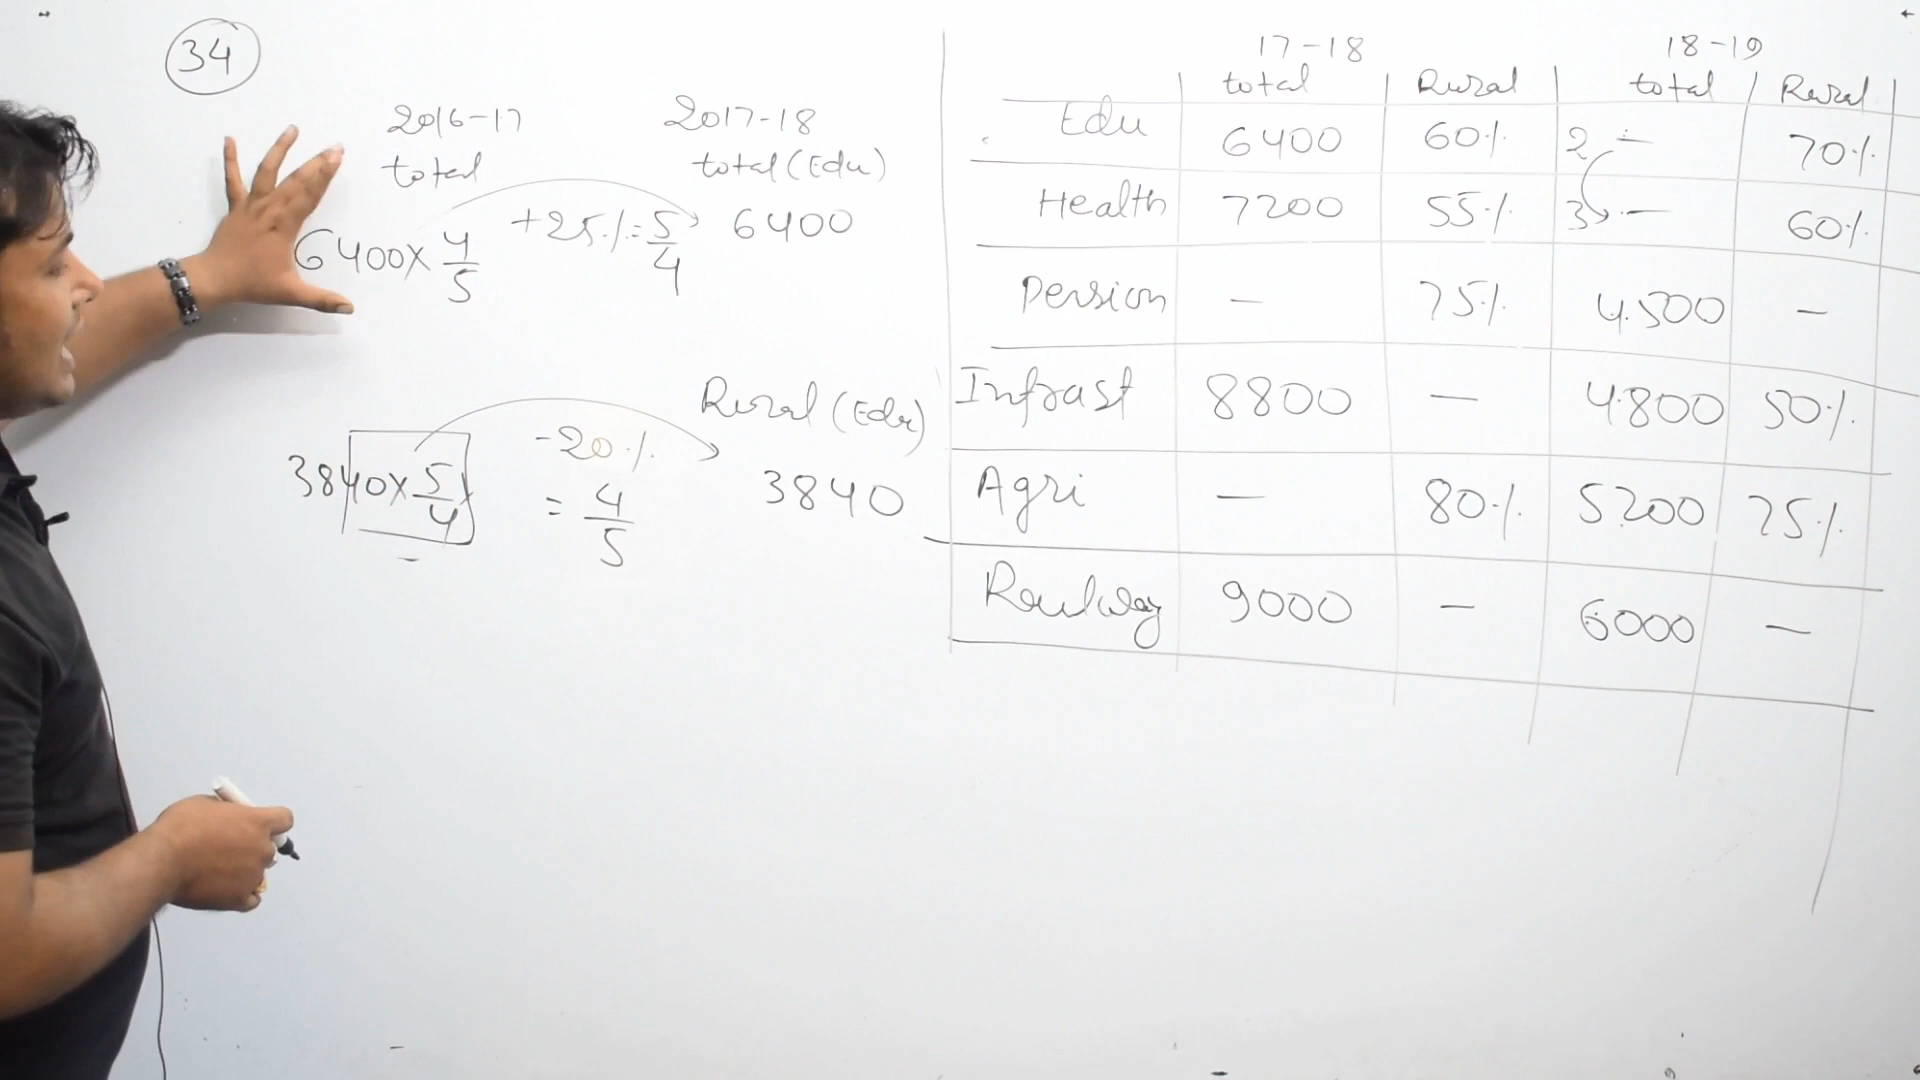 34
2016-17 2017-18
total total (Edu)
6400 × 4/5 +25% = 5/4 6400
Rural (Edu)
3840 × 5/4 -20% = 4/5 3840
17-18 18-19
total Rural total Rural
Edu 6400 60% 2 - 70%
Health 7200 55% 3 - 60%
Pension - 75% 4500 -
Infrast 8800 - 4800 50%
Agri - 80% 5200 75%
Railway 9000 - 6000 -